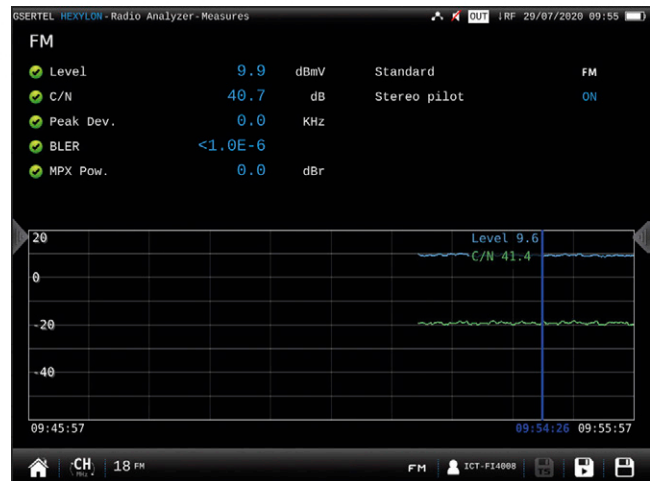 GSERTEL HEXYLON-Radio Analyzer-Measures OUT ↓RF 29/07/2020 09:55
FM
Level 9.9 dBmV Standard FM
C/N 40.7 dB Stereo pilot ON
Peak Dev. 0.0 KHz
BLER <1.0E-6
MPX Pow. 0.0 dBr
20 Level 9.6
C/N 41.4
0
-20
-40
09:45:57 09:54:26 09:55:57
CH MHz 18 FM FM ICT-FI4008 TS